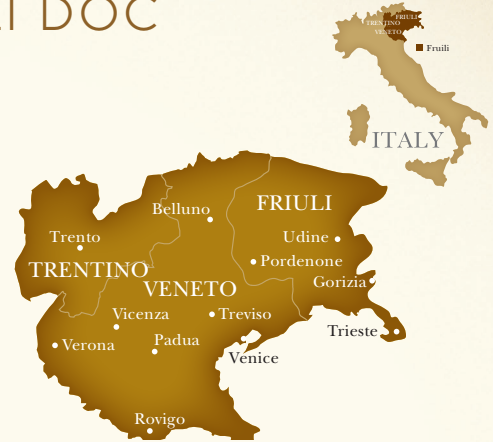 DOC
FRIULI
TRENTINO
VENETO
Fruili
ITALY
Belluno
FRIULI
Trento
Udine
TRENTINO
Pordenone
VENETO
Gorizia
Vicenza
Treviso
Trieste
Verona
Padua
Venice
Rovigo